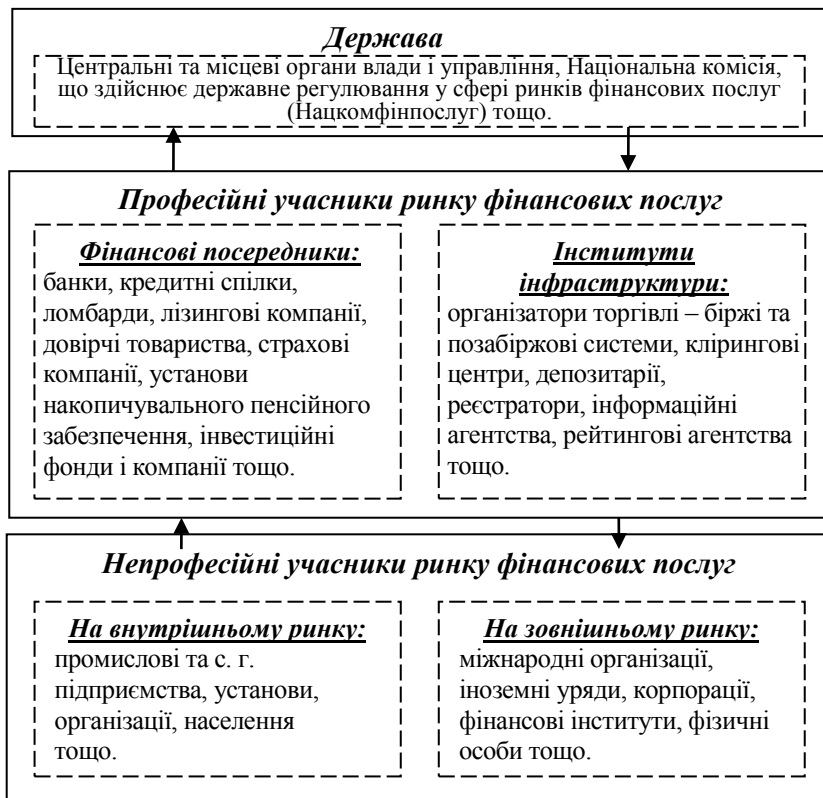 Держава
Центральні та місцеві органи влади і управління, Національна комісія,
що здійснює державне регулювання у сфері ринків фінансових послуг
(Нацкомфінпослуг) тощо.
Професійні учасники ринку фінансових послуг
Фінансові посередники:
банки, кредитні спілки,
ломбарди, лізингові компанії,
довірчі товариства, страхові
компанії, установи
накопичувального пенсійного
забезпечення, інвестиційні
фонди і компанії тощо.
Інститути
інфраструктури:
організатори торгівлі – біржі та
позабіржові системи, клірингові
центри, депозитарії,
реєстратори, інформаційні
агентства, рейтингові агентства
тощо.
Непрофесійні учасники ринку фінансових послуг
На внутрішньому ринку:
промислові та с. г.
підприємства, установи,
організації, населення
тощо.
На зовнішньому ринку:
міжнародні організації,
іноземні уряди, корпорації,
фінансові інститути, фізичні
особи тощо.